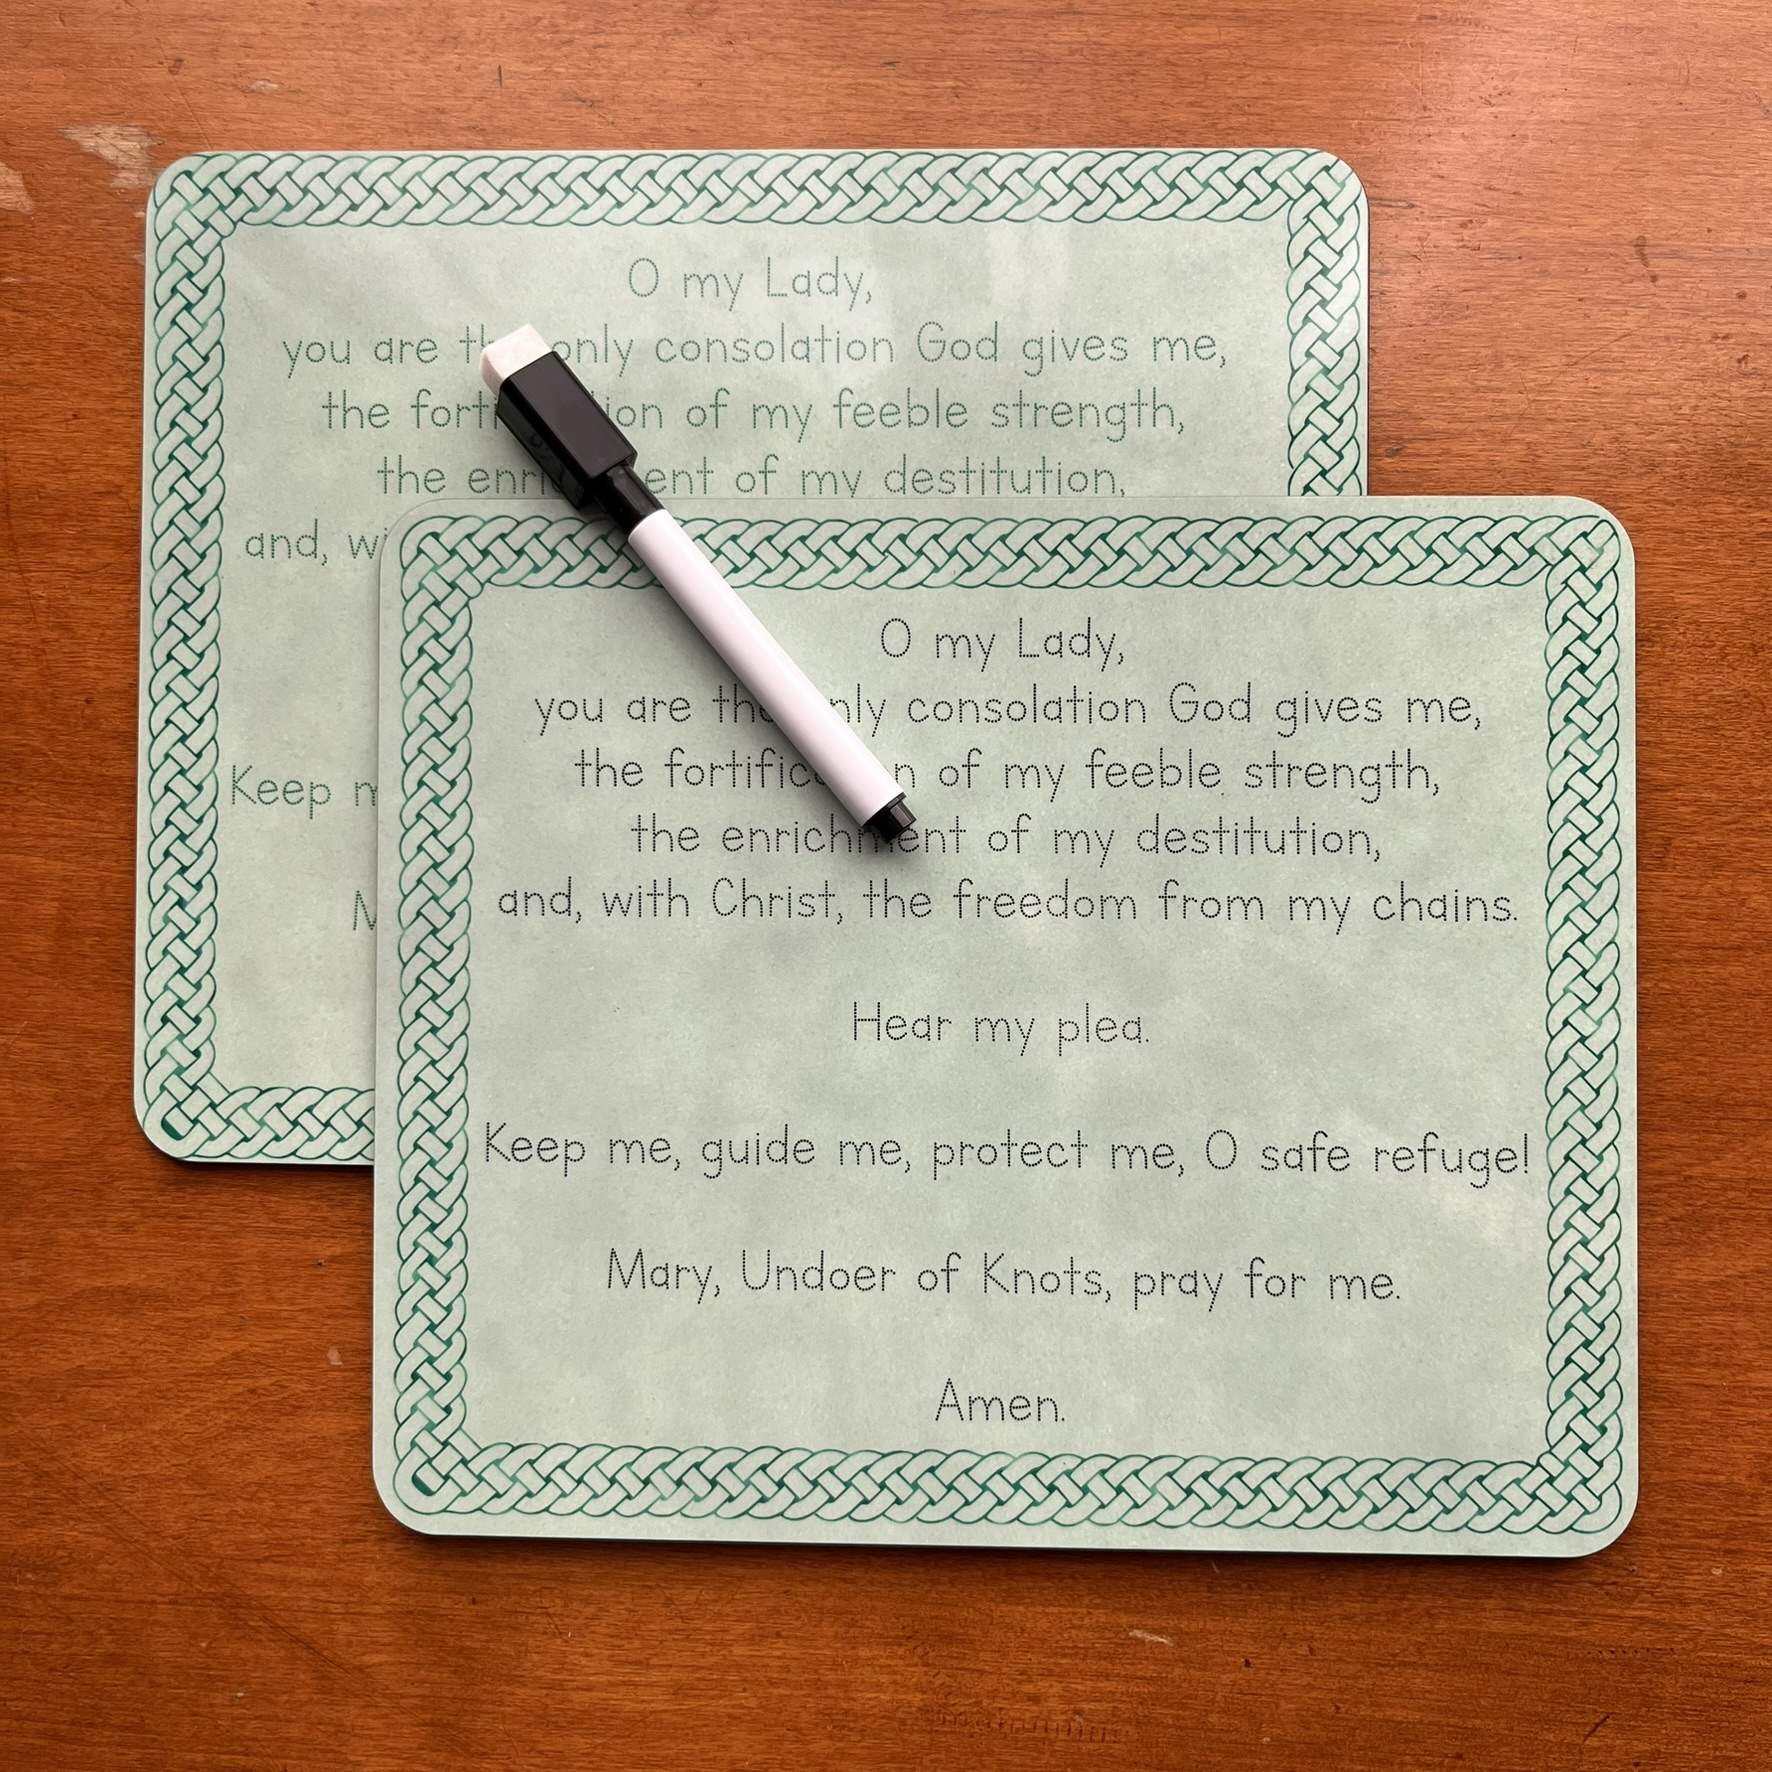 O my Lady,
you are only consolation God gives me,
the of my feeble strength,
the of my destitution,
and,
Keep
O my Lady,
you are the only consolation God gives me,
the of my feeble strength,
the enrichment of my destitution,
and, with Christ, the freedom from my chains.
Hear my plea.
Keep me, guide me, protect me, O safe refuge!
Mary, Undoer of Knots, pray for me.
Amen.